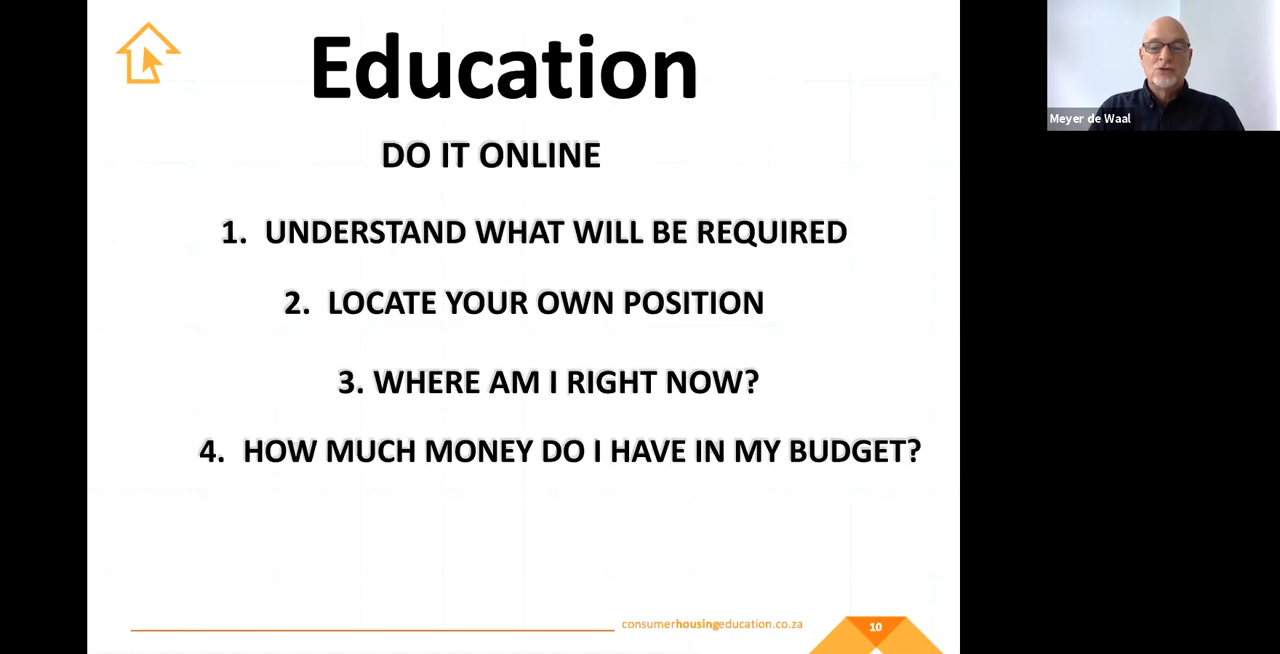 Education
DO IT ONLINE
1. UNDERSTAND WHAT WILL BE REQUIRED
2. LOCATE YOUR OWN POSITION
3. WHERE AM I RIGHT NOW?
4. HOW MUCH MONEY DO I HAVE IN MY BUDGET?
consumerhousingeducation.co.za
10
Meyer de Waal